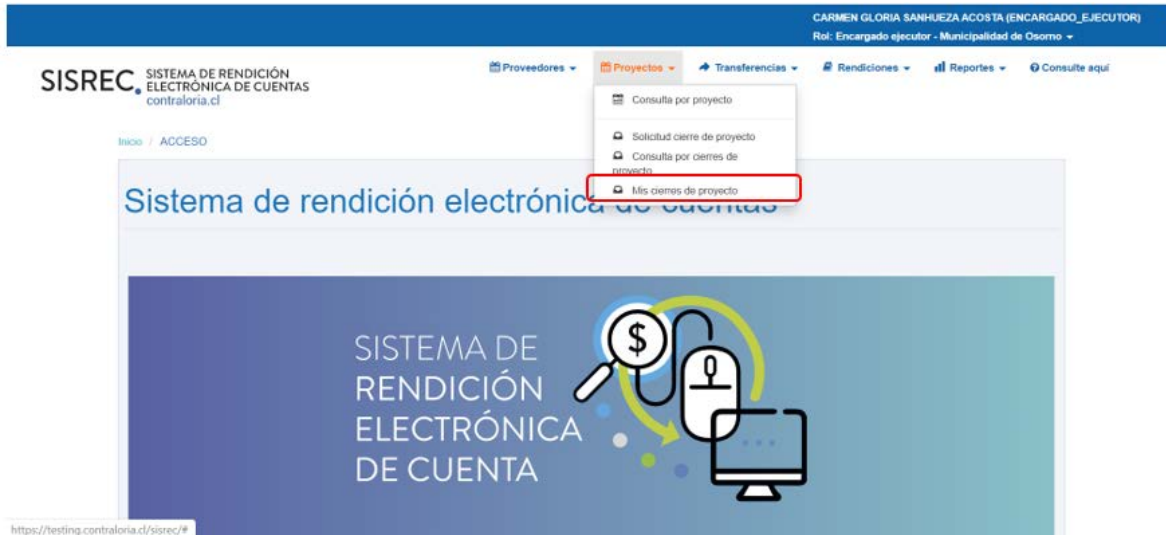 CARMEN GLORIA SANHUEZA ACOSTA (ENCARGADO_EJECUTOR)
Rol: Encargado ejecutor - Municipalidad de Osorno
SISREC. SISTEMA DE RENDICIÓN
ELECTRÓNICA DE CUENTAS
contraloria.cl
Proveedores Proyectos Transferencias Rendiciones Reportes Consulte aquí
Consulta por proyecto
Solicitud cierre de proyecto
Consulta por cierres de
proyecto
Mis cierres de proyecto
Inicio / ACCESO
Sistema de rendición electrónica de cuentas
SISTEMA DE
RENDICIÓN
ELECTRÓNICA
DE CUENTA
$
https://testing.contraloria.cl/sisrec/#